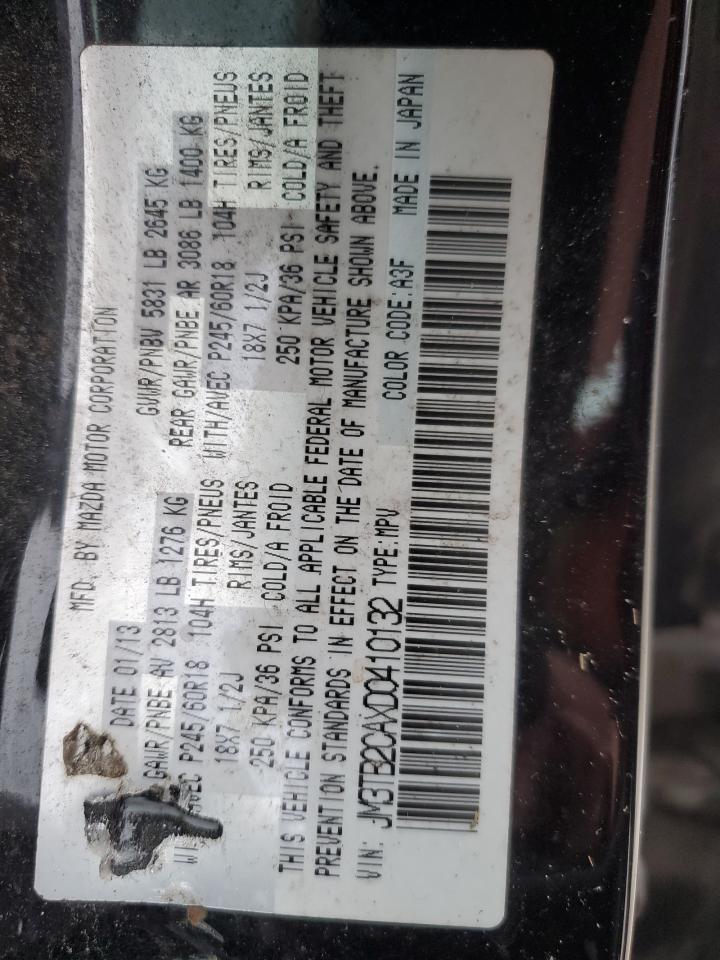 MFD. BY MAZDA MOTOR CORPORATION
DATE 01/13 GVWR/PNBV 5831 LB 2645 KG
GAWR/PNBE AV 2813 LB 1276 KG REAR GAWR/PNBE AR 3086 LB 1400 KG
P245/60R18 104H TIRES/PNEUS WITH/AVEC P245/60R18 104H TIRES/PNEUS
18X7 1/2J RIMS/JANTES 18X7 1/2J RIMS/JANTES
250 KPA/36 PSI COLD/A FROID 250 KPA/36 PSI COLD/A FROID
THIS VEHICLE CONFORMS TO ALL APPLICABLE FEDERAL MOTOR VEHICLE SAFETY AND THEFT
PREVENTION STANDARDS IN EFFECT ON THE DATE OF MANUFACTURE SHOWN ABOVE.
VIN: JM3TB2CAXD0410132 TYPE:MPV COLOR CODE:A3F MADE IN JAPAN